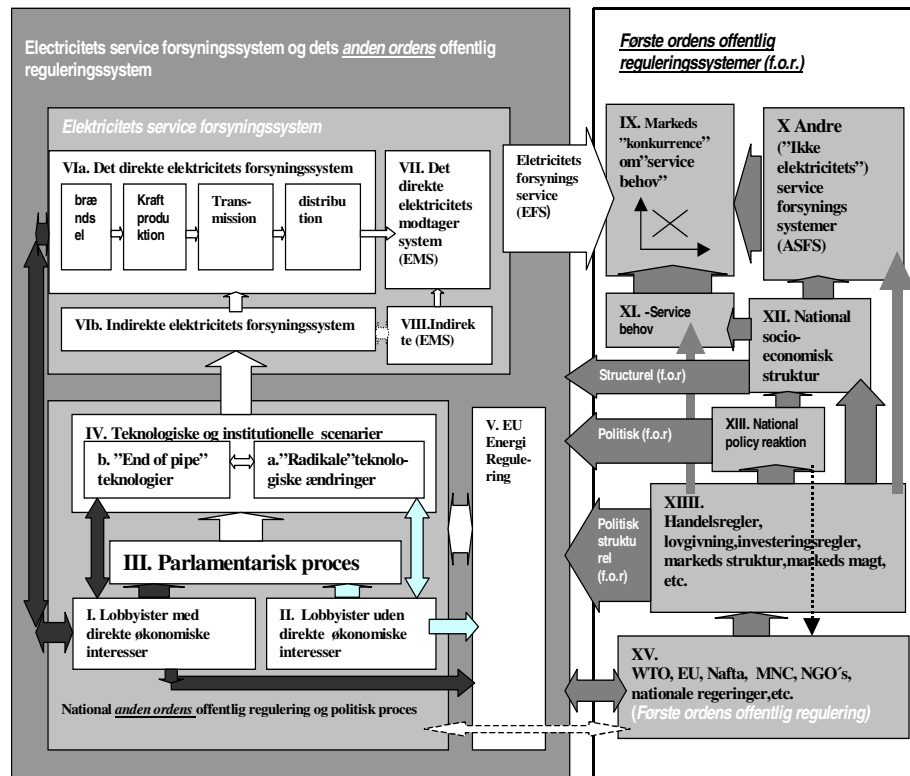 Electricitets service forsyningssystem og dets anden ordens offentlig
reguleringssystem
Elektricitets service forsyningssystem
VIa. Det direkte elektricitets forsyningssystem
bræ
nds
el
Kraft
produ
ktion
Trans-
mission
distribu
tion
VII. Det
direkte
elektricitets
modtager
system
(EMS)
VIb. Indirekte elektricitets forsyningssystem
VIII.Indirek
te (EMS)
Eletricitets
forsynings
service
(EFS)
IV. Teknologiske og institutionelle scenarier
b. ”End of pipe”
teknologier
a.”Radikale”teknolo-
giske ændringer
III. Parlamentarisk proces
I. Lobbyister med
direkte økonomiske
interesser
II. Lobbyister uden
direkte økonomiske
interesser
National anden ordens offentlig regulering og politisk proces
V. EU
Energi
Regule-
ring
Første ordens offentlig
reguleringssystemer (f.o.r.)
IX. Markeds
”konkurrence”
om”service
behov”
X Andre
(”Ikke
elektricitets”)
service
forsynings
systemer
(ASFS)
XI. -Service
behov
XII. National
socio-
economisk
struktur
Structurel (f.o.r)
Politisk (f.o.r)
XIII. National
policy reaktion
Politisk
struktu
rel
(f.o.r)
XIIII.
Handelsregler,
lovgivning,investeringsregler,
markeds struktur,markeds magt,
etc.
XV.
WTO, EU, Nafta, MNC, NGO´s,
nationale regeringer,etc.
(Første ordens offentlig regulering)